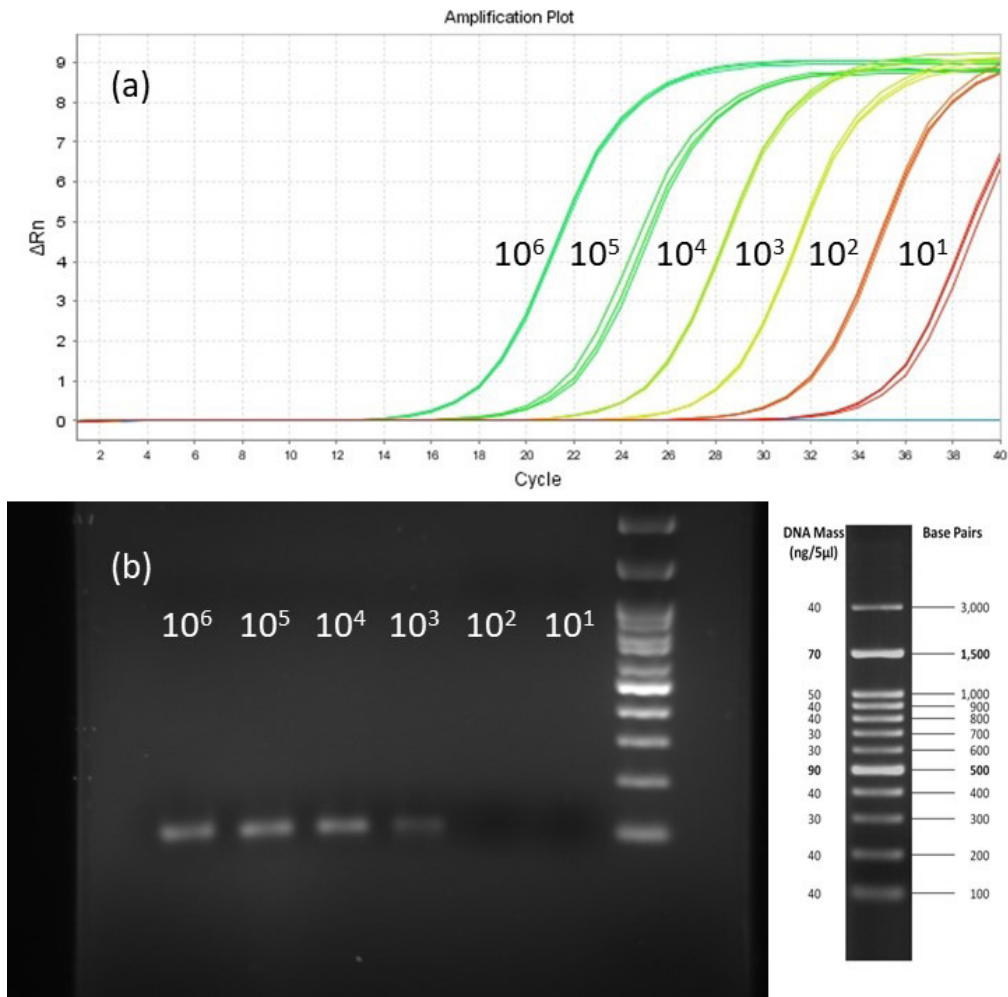 Amplification Plot
(a)
9
8
7
6
5
4
3
2
1
0
ΔRn
10⁶ 10⁵ 10⁴ 10³ 10² 10¹
2 4 6 8 10 12 14 16 18 20 22 24 26 28 30 32 34 36 38 40
Cycle
(b)
10⁶ 10⁵ 10⁴ 10³ 10² 10¹
DNA Mass Base Pairs
(ng/5μl)
40 3,000
70 1,500
50 1,000
40 900
40 800
30 700
30 600
90 500
40 400
30 300
40 200
40 100